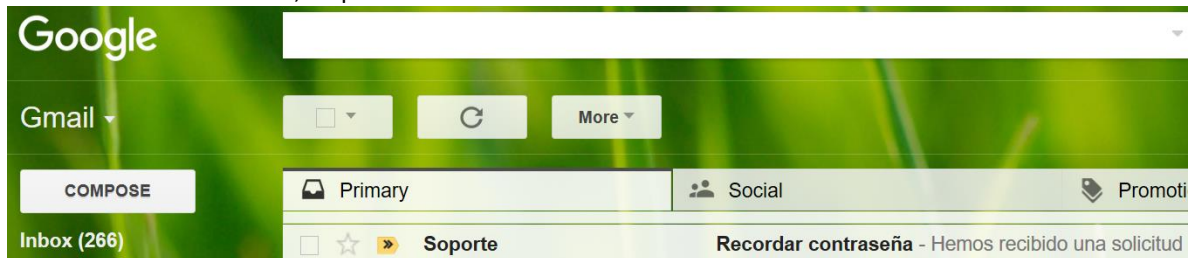 Google
Gmail
More
COMPOSE
Primary
Social
Inbox (266)
Soporte
Recordar contraseña - Hemos recibido una solicitud